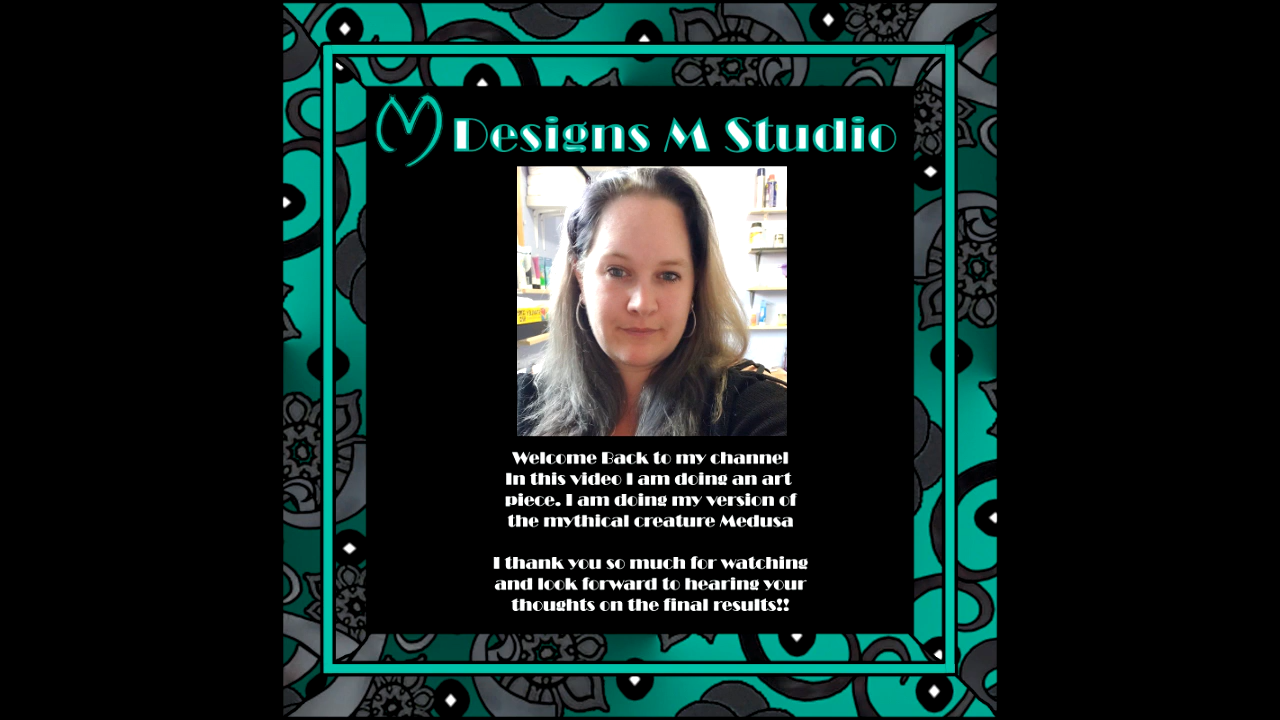 Designs M Studio
Welcome Back to my channel
In this video I am doing an art
piece. I am doing my version of
the mythical creature Medusa
I thank you so much for watching
and look forward to hearing your
thoughts on the final results!!